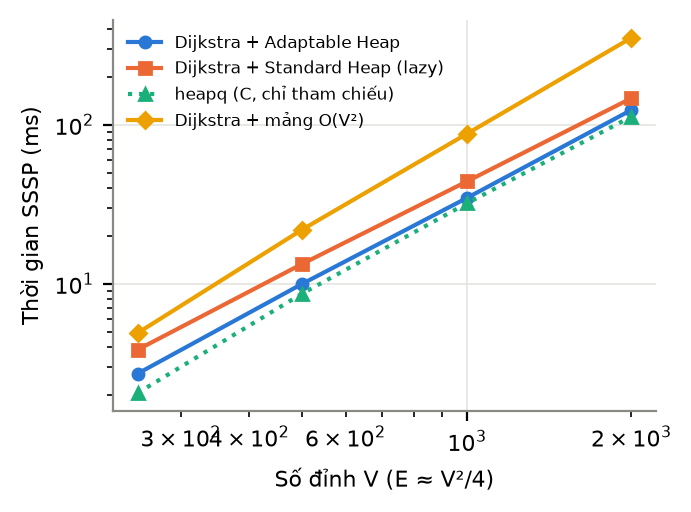 Dijkstra + Adaptable Heap
Dijkstra + Standard Heap (lazy)
heapq (C, chỉ tham chiếu)
Dijkstra + mảng O(V²)
Thời gian SSSP (ms)
10²
10¹
3 × 10² 4 × 10² 6 × 10² 10³ 2 × 10³
Số đỉnh V (E ≈ V²/4)